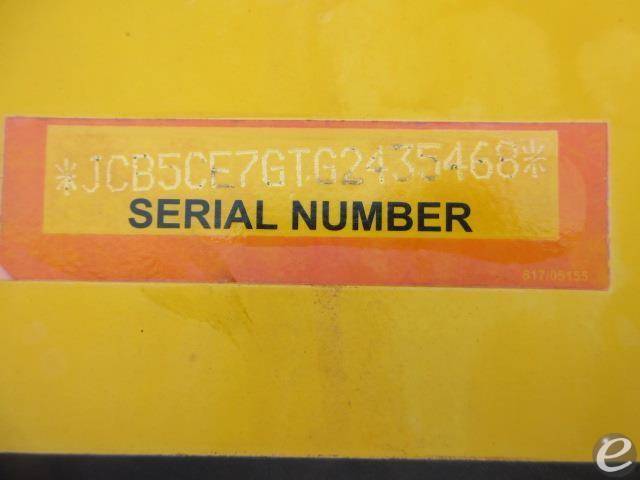 *JCB5CE7GTG2435468*
SERIAL NUMBER
817/05155
e